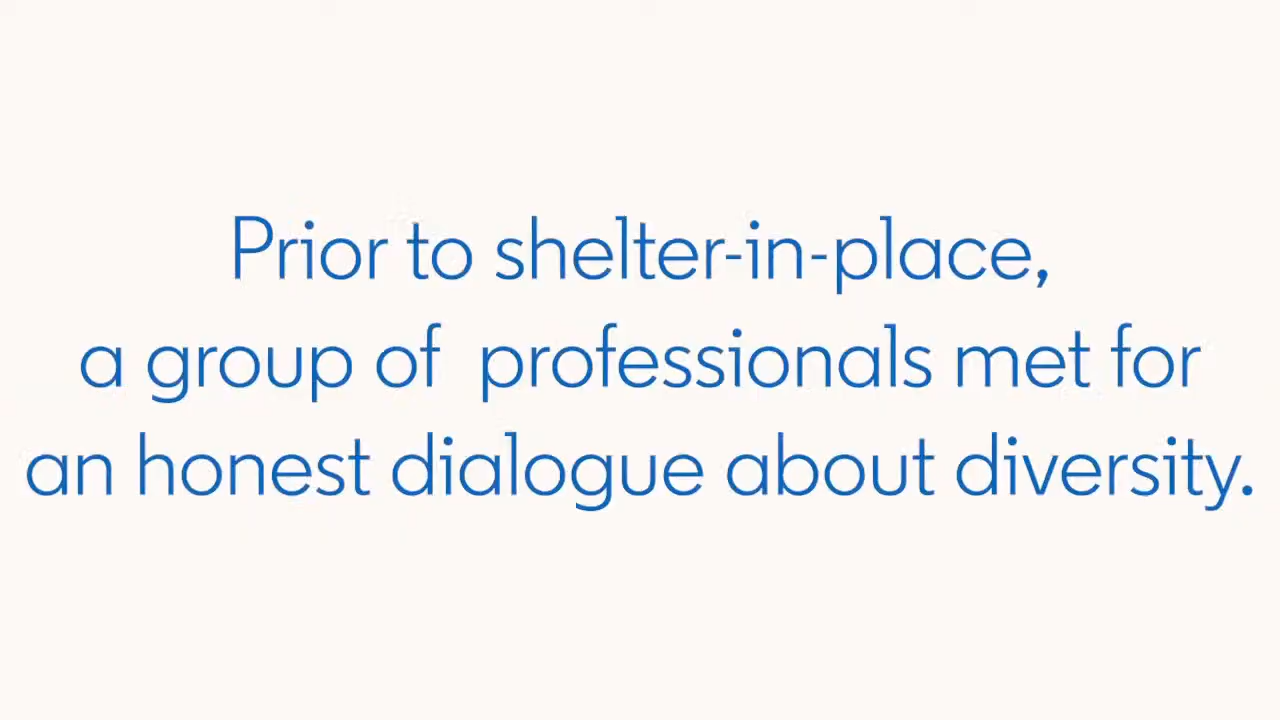 Prior to shelter-in-place,
a group of  professionals met for
an honest dialogue about diversity.